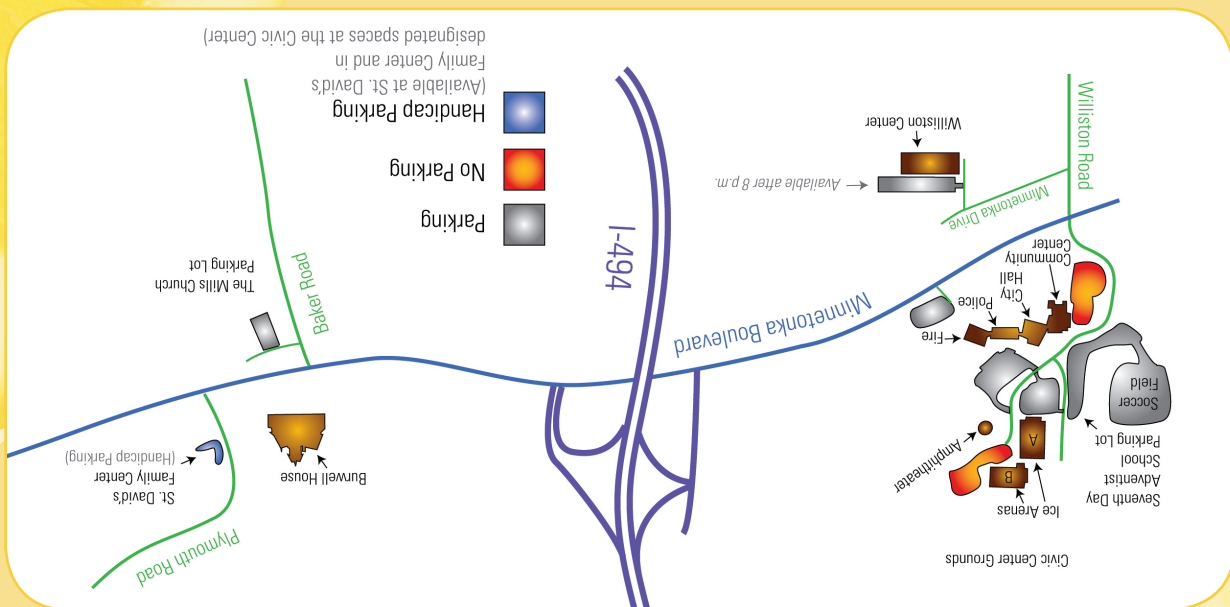 Civic Center Grounds
Ice Arenas
B
A
Amphitheater
Seventh Day
Adventist
School
Parking Lot
Soccer
Field
Fire
Police
City
Hall
Community
Center
Williston Road
Minnetonka Drive
Available after 8 p.m.
Williston
Center
Minnetonka Boulevard
I-494
Plymouth Road
St. David's
Family Center
(Handicap Parking)
Burwell House
Baker Road
The Mills Church
Parking Lot
Parking
No Parking
Handicap Parking
(Available at St. David's
Family Center and in
designated spaces at the Civic Center)